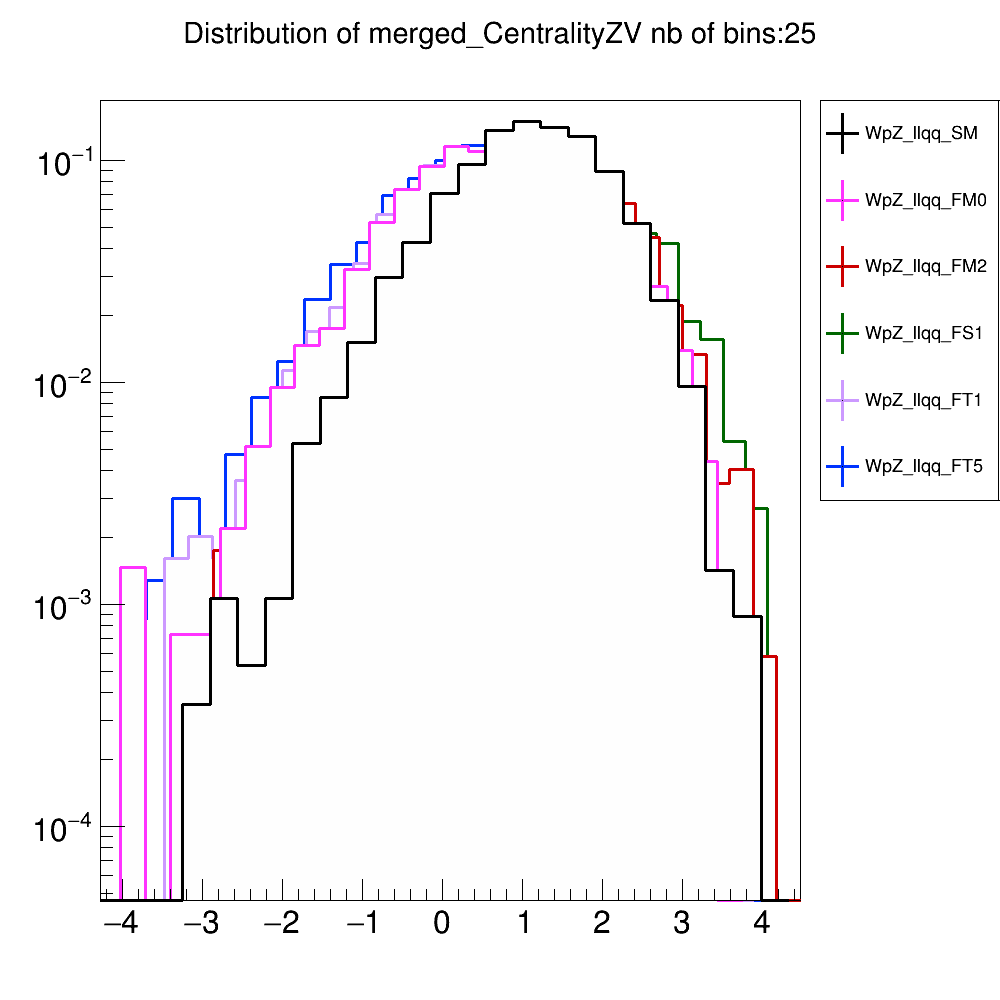 Distribution of merged_CentralityZV nb of bins:25
10⁻¹
10⁻²
10⁻³
10⁻⁴
−4 −3 −2 −1 0 1 2 3 4
WpZ_llqq_SM
WpZ_llqq_FM0
WpZ_llqq_FM2
WpZ_llqq_FS1
WpZ_llqq_FT1
WpZ_llqq_FT5